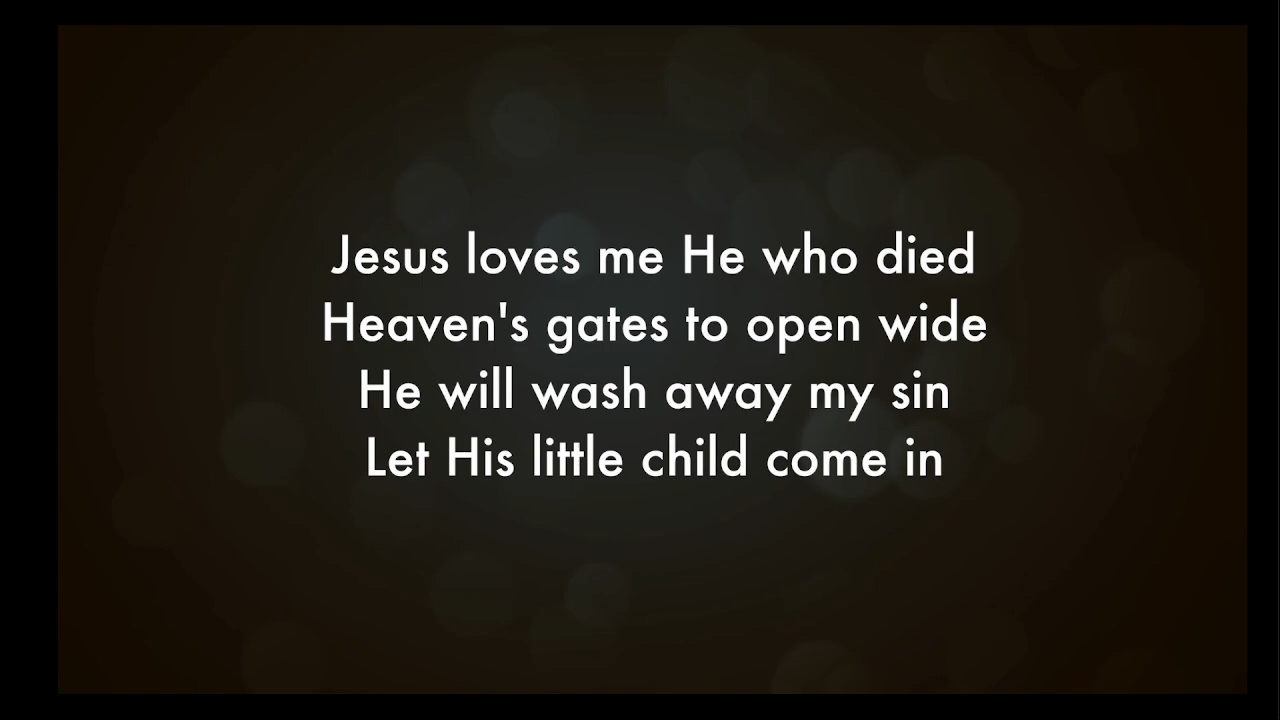 Jesus loves me He who died
Heaven's gates to open wide
He will wash away my sin
Let His little child come in